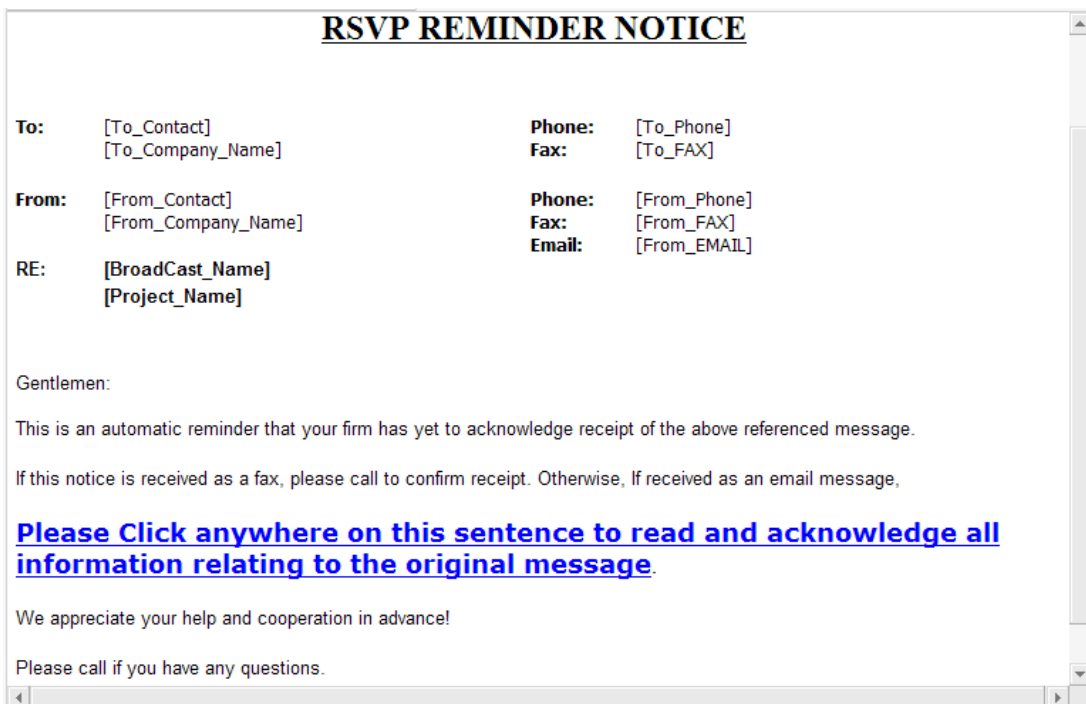 RSVP REMINDER NOTICE
To: [To_Contact] Phone: [To_Phone]
[To_Company_Name] Fax: [To_FAX]
From: [From_Contact] Phone: [From_Phone]
[From_Company_Name] Fax: [From_FAX]
Email: [From_EMAIL]
RE: [BroadCast_Name]
[Project_Name]
Gentlemen:
This is an automatic reminder that your firm has yet to acknowledge receipt of the above referenced message.
If this notice is received as a fax, please call to confirm receipt. Otherwise, If received as an email message,
Please Click anywhere on this sentence to read and acknowledge all
information relating to the original message.
We appreciate your help and cooperation in advance!
Please call if you have any questions.